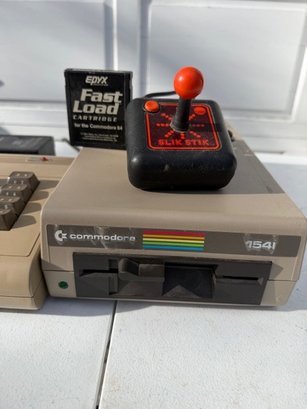 EPYX
Fast
Load
CARTRIDGE
for the Commodore 64
SLIK STIK
commodore
1541